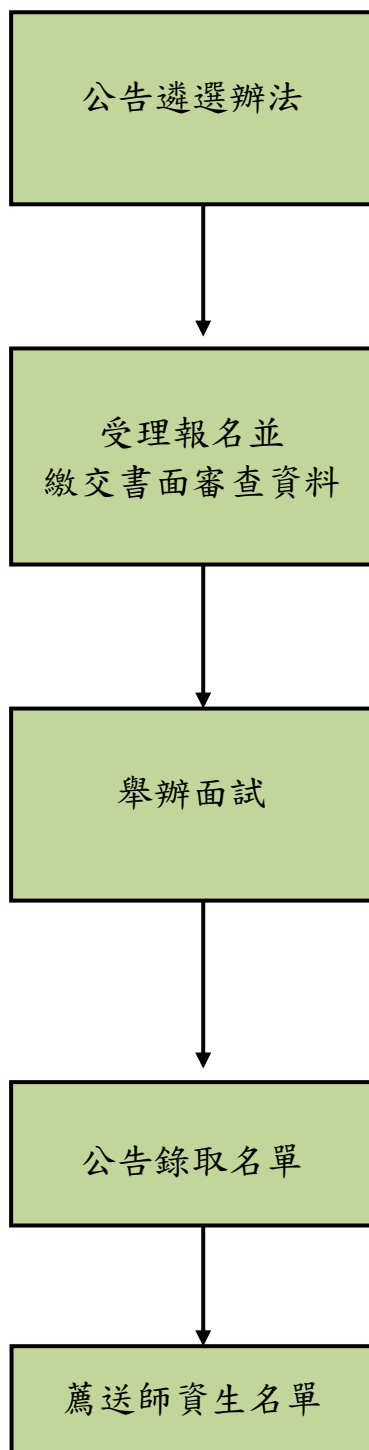 公告遴選辦法
受理報名並
繳交書面審查資料
舉辦面試
公告錄取名單
薦送師資生名單